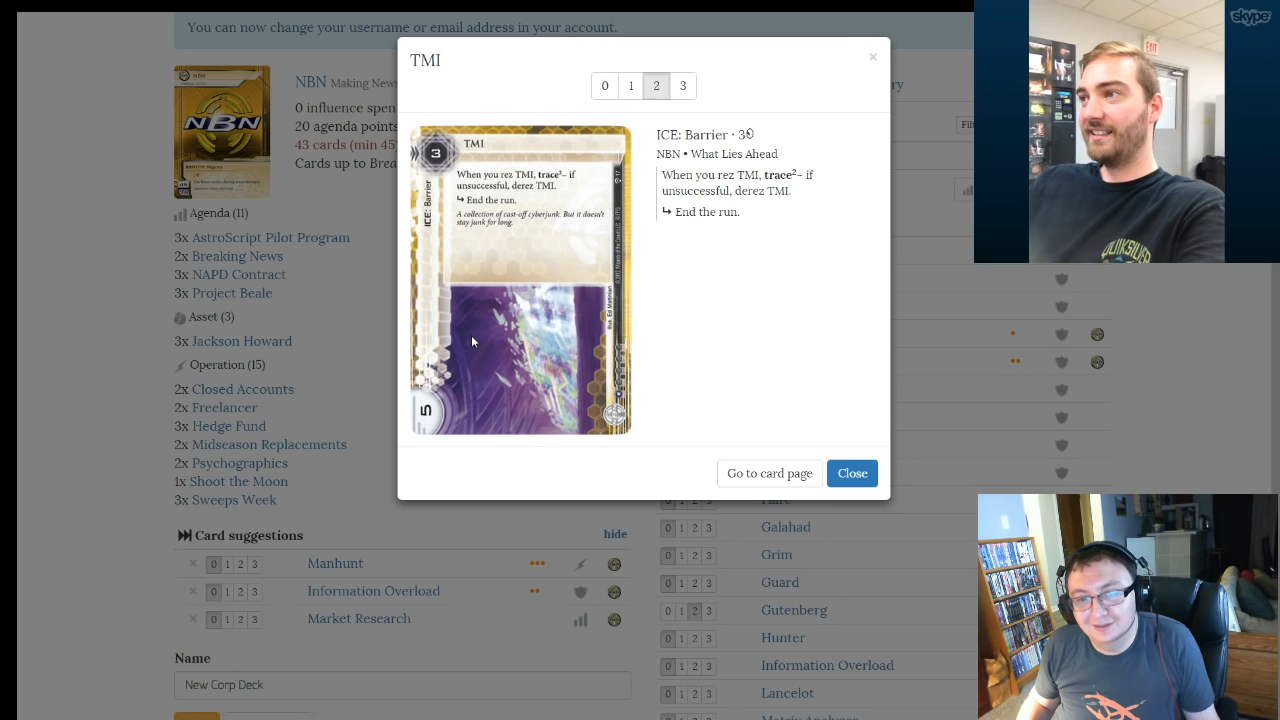 You can now change your username or email address in your account.
skype
EXIT
TMI
×
0 1 2 3
NBN Making News
0 influence spen
20 agenda points
43 cards (min 45
Cards up to Brea
NBN
Agenda (11)
3x AstroScript Pilot Program
2x Breaking News
3x NAPD Contract
3x Project Beale
Asset (3)
3x Jackson Howard
Operation (15)
2x Closed Accounts
2x Freelancer
3x Hedge Fund
2x Midseason Replacements
2x Psychographics
1x Shoot the Moon
3x Sweeps Week
3
TMI
ICE: Barrier
When you rez TMI, trace²– if
unsuccessful, derez TMI.
↳ End the run.
A collection of cast-off cyberjunk. But it doesn't
stay junk for long.
5
ICE: Barrier · 3
NBN • What Lies Ahead
When you rez TMI, trace²– if
unsuccessful, derez TMI.
↳ End the run.
Go to card page
Close
QUIKSILVER
Card suggestions
hide
× 0 1 2 3 Manhunt
× 0 1 2 3 Information Overload
× 0 1 2 3 Market Research
Name
New Corp Deck
0 1 2 3
0 1 2 3 Galahad
0 1 2 3 Grim
0 1 2 3 Guard
0 1 2 3 Gutenberg
0 1 2 3 Hunter
0 1 2 3 Information Overload
0 1 2 3 Lancelot